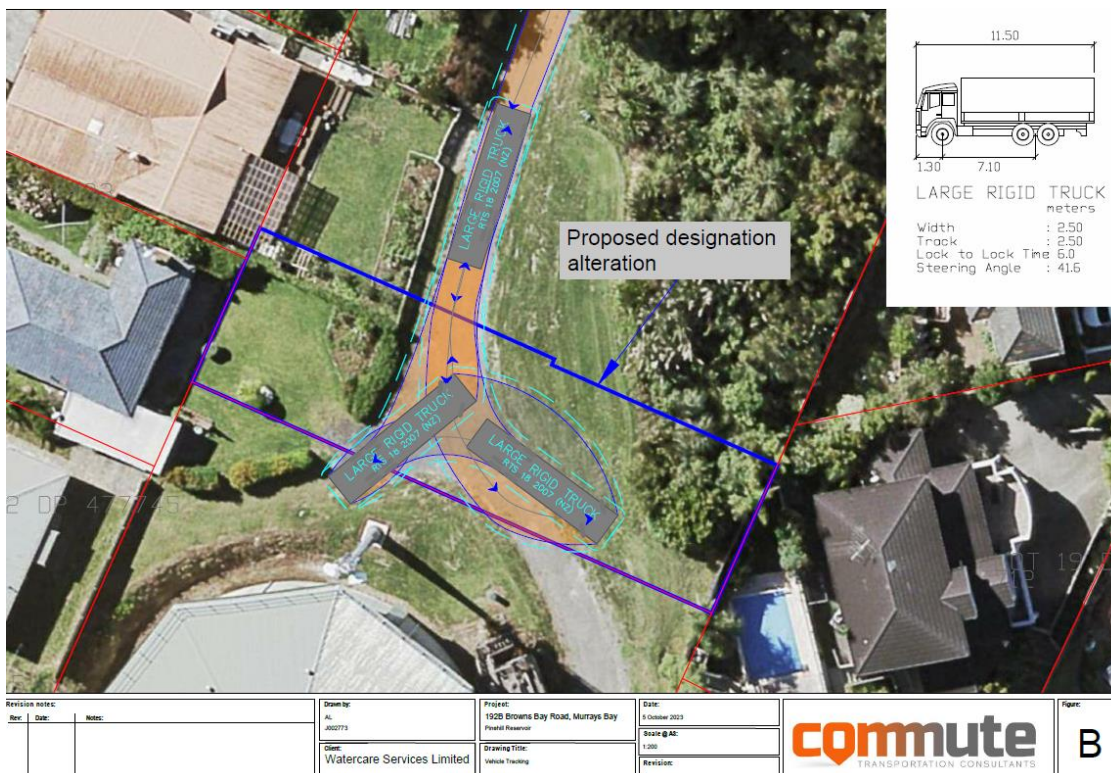 11.50
1.30
7.10
LARGE RIGID TRUCK
meters
Width : 2.50
Track : 2.50
Lock to Lock Time 6.0
Steering Angle : 41.6
LARGE RIGID TRUCK
RTS 18 2007 (NZ)
Proposed designation
alteration
LARGE RIGID TRUCK
RTS 18 2007 (NZ)
LARGE RIGID TRUCK
RTS 18 2007 (NZ)
2 DP 477745
Revision notes:
Rev: Date: Notes:
Drawn by:
AL
J002773
Client:
Watercare Services Limited
Project:
192B Browns Bay Road, Murrays Bay
Pinehill Reservoir
Drawing Title:
Vehicle Tracking
Date:
5 October 2023
Scale @ A3:
1:200
Revision:
commute
TRANSPORTATION CONSULTANTS
Figure:
B